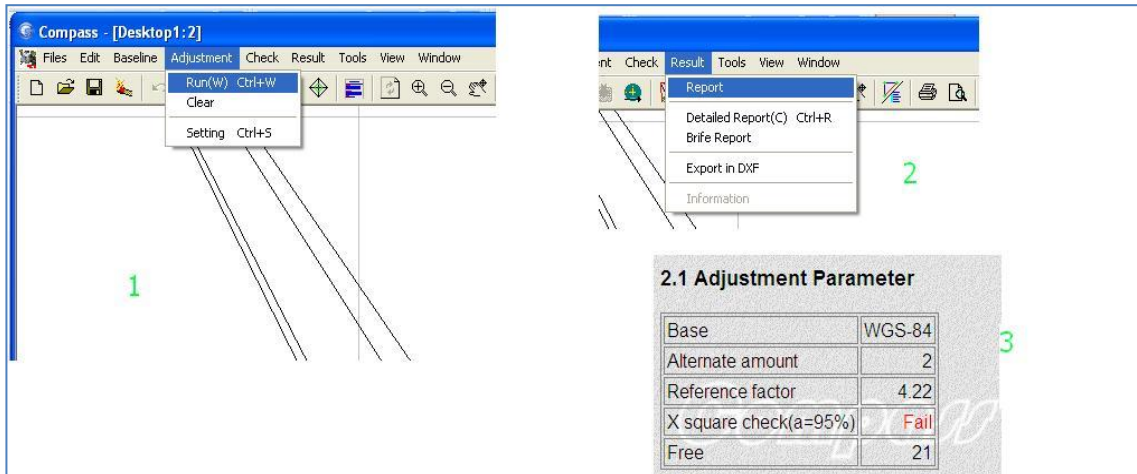 Compass - [Desktop1:2]
Files Edit Baseline Adjustment Check Result Tools View Window
Run(W) Ctrl+W
Clear
Setting Ctrl+S
1
nt Check Result Tools View Window
Report
Detailed Report(C) Ctrl+R
Brife Report
Export in DXF
Information
2
2.1 Adjustment Parameter
Base WGS-84
Alternate amount 2
Reference factor 4.22
X square check(a=95%) Fail
Free 21
3
Compass